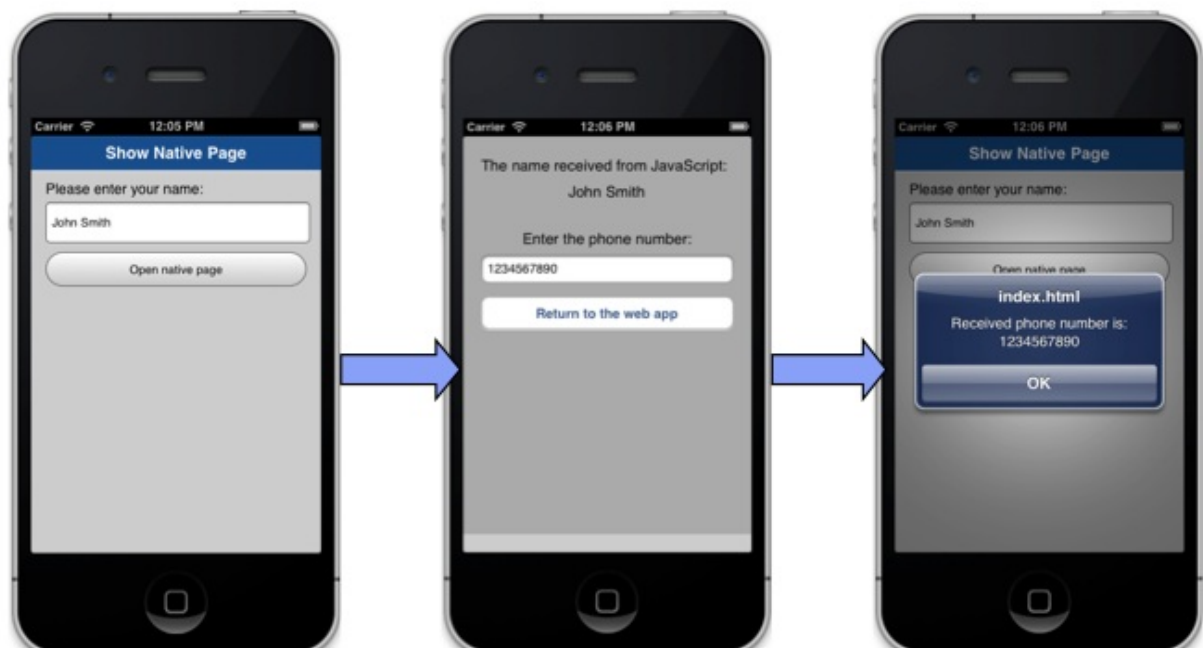 Carrier 12:05 PM
Show Native Page
Please enter your name:
John Smith
Open native page
Carrier 12:06 PM
The name received from JavaScript:
John Smith
Enter the phone number:
1234567890
Return to the web app
Carrier 12:06 PM
Show Native Page
Please enter your name:
John Smith
Open native page
index.html
Received phone number is:
1234567890
OK